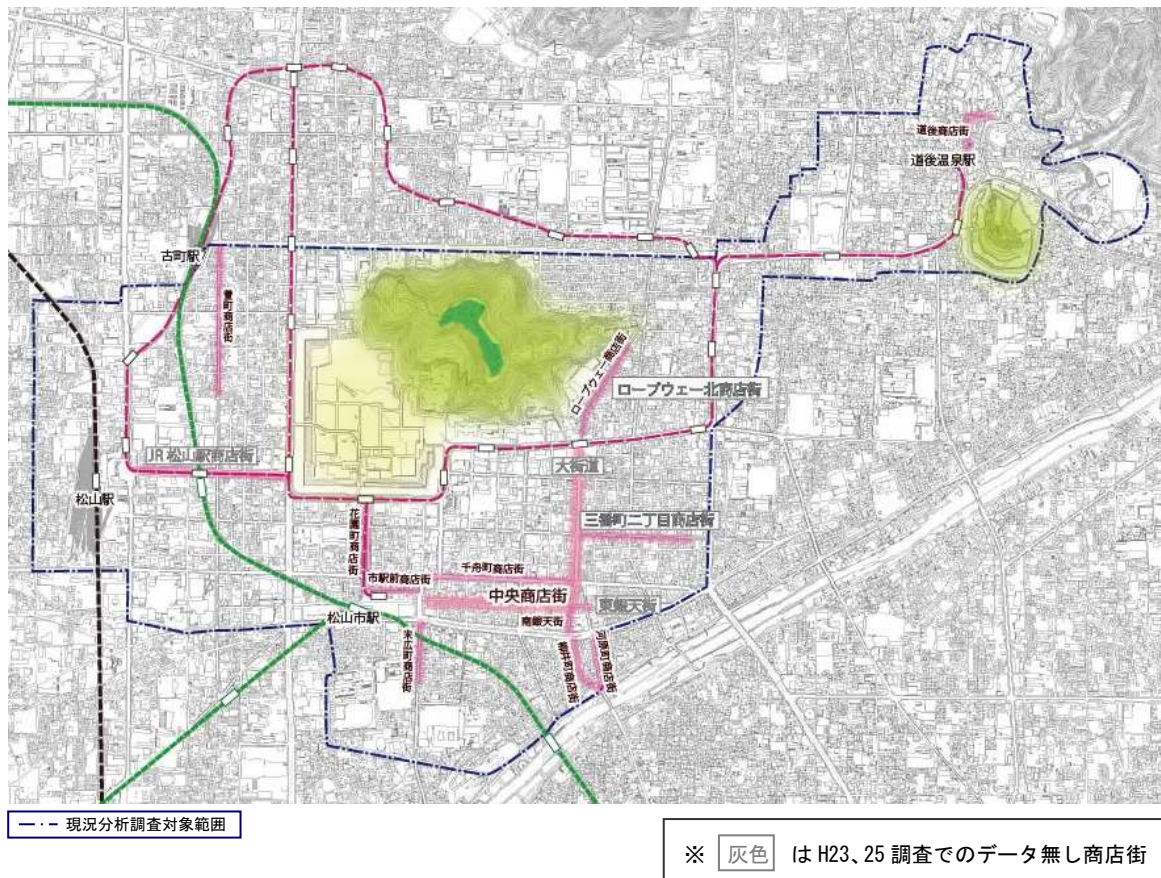 道後商店街
道後温泉駅
古町駅
萱町商店街
ロープウェー商店街
ロープウェー北商店街
JR松山駅商店街
大街道
松山駅
花園町商店街
三番町二丁目商店街
千舟町商店街
市駅前商店街
中央商店街
東銀天街
松山市駅
南銀天街
末広町商店街
柳井町商店街
河原町商店街
現況分析調査対象範囲
※ 灰色 は H23、25 調査でのデータ無し商店街